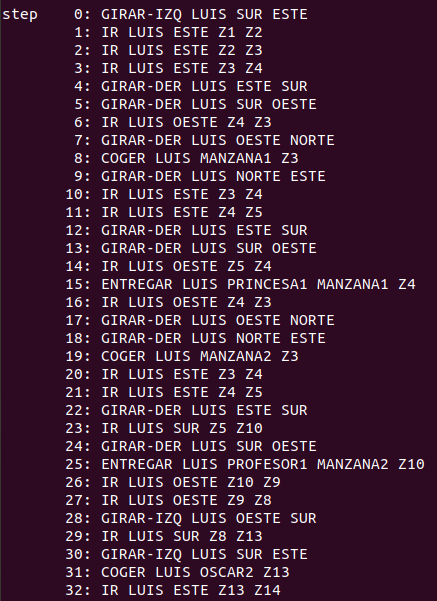 step 0: GIRAR-IZQ LUIS SUR ESTE
1: IR LUIS ESTE Z1 Z2
2: IR LUIS ESTE Z2 Z3
3: IR LUIS ESTE Z3 Z4
4: GIRAR-DER LUIS ESTE SUR
5: GIRAR-DER LUIS SUR OESTE
6: IR LUIS OESTE Z4 Z3
7: GIRAR-DER LUIS OESTE NORTE
8: COGER LUIS MANZANA1 Z3
9: GIRAR-DER LUIS NORTE ESTE
10: IR LUIS ESTE Z3 Z4
11: IR LUIS ESTE Z4 Z5
12: GIRAR-DER LUIS ESTE SUR
13: GIRAR-DER LUIS SUR OESTE
14: IR LUIS OESTE Z5 Z4
15: ENTREGAR LUIS PRINCESA1 MANZANA1 Z4
16: IR LUIS OESTE Z4 Z3
17: GIRAR-DER LUIS OESTE NORTE
18: GIRAR-DER LUIS NORTE ESTE
19: COGER LUIS MANZANA2 Z3
20: IR LUIS ESTE Z3 Z4
21: IR LUIS ESTE Z4 Z5
22: GIRAR-DER LUIS ESTE SUR
23: IR LUIS SUR Z5 Z10
24: GIRAR-DER LUIS SUR OESTE
25: ENTREGAR LUIS PROFESOR1 MANZANA2 Z10
26: IR LUIS OESTE Z10 Z9
27: IR LUIS OESTE Z9 Z8
28: GIRAR-IZQ LUIS OESTE SUR
29: IR LUIS SUR Z8 Z13
30: GIRAR-IZQ LUIS SUR ESTE
31: COGER LUIS OSCAR2 Z13
32: IR LUIS ESTE Z13 Z14